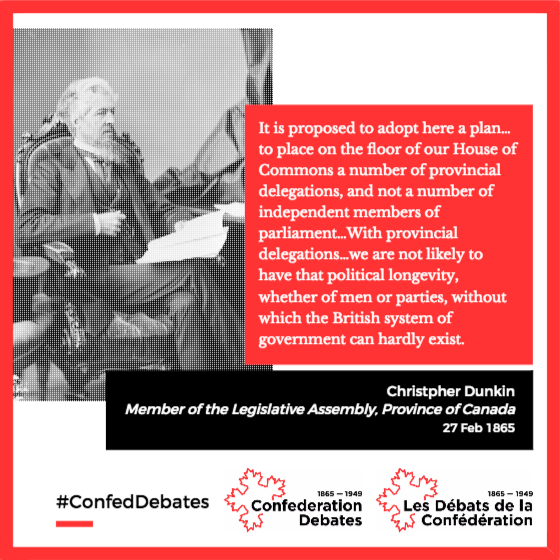 It is proposed to adopt here a plan...
to place on the floor of our House of
Commons a number of provincial
delegations, and not a number of
independent members of
parliament...With provincial
delegations...we are not likely to
have that political longevity,
whether of men or parties, without
which the British system of
government can hardly exist.
Christpher Dunkin
Member of the Legislative Assembly, Province of Canada
27 Feb 1865
#ConfedDebates
1865 — 1949
Confederation
Debates
1865 — 1949
Les Débats de la
Confédération